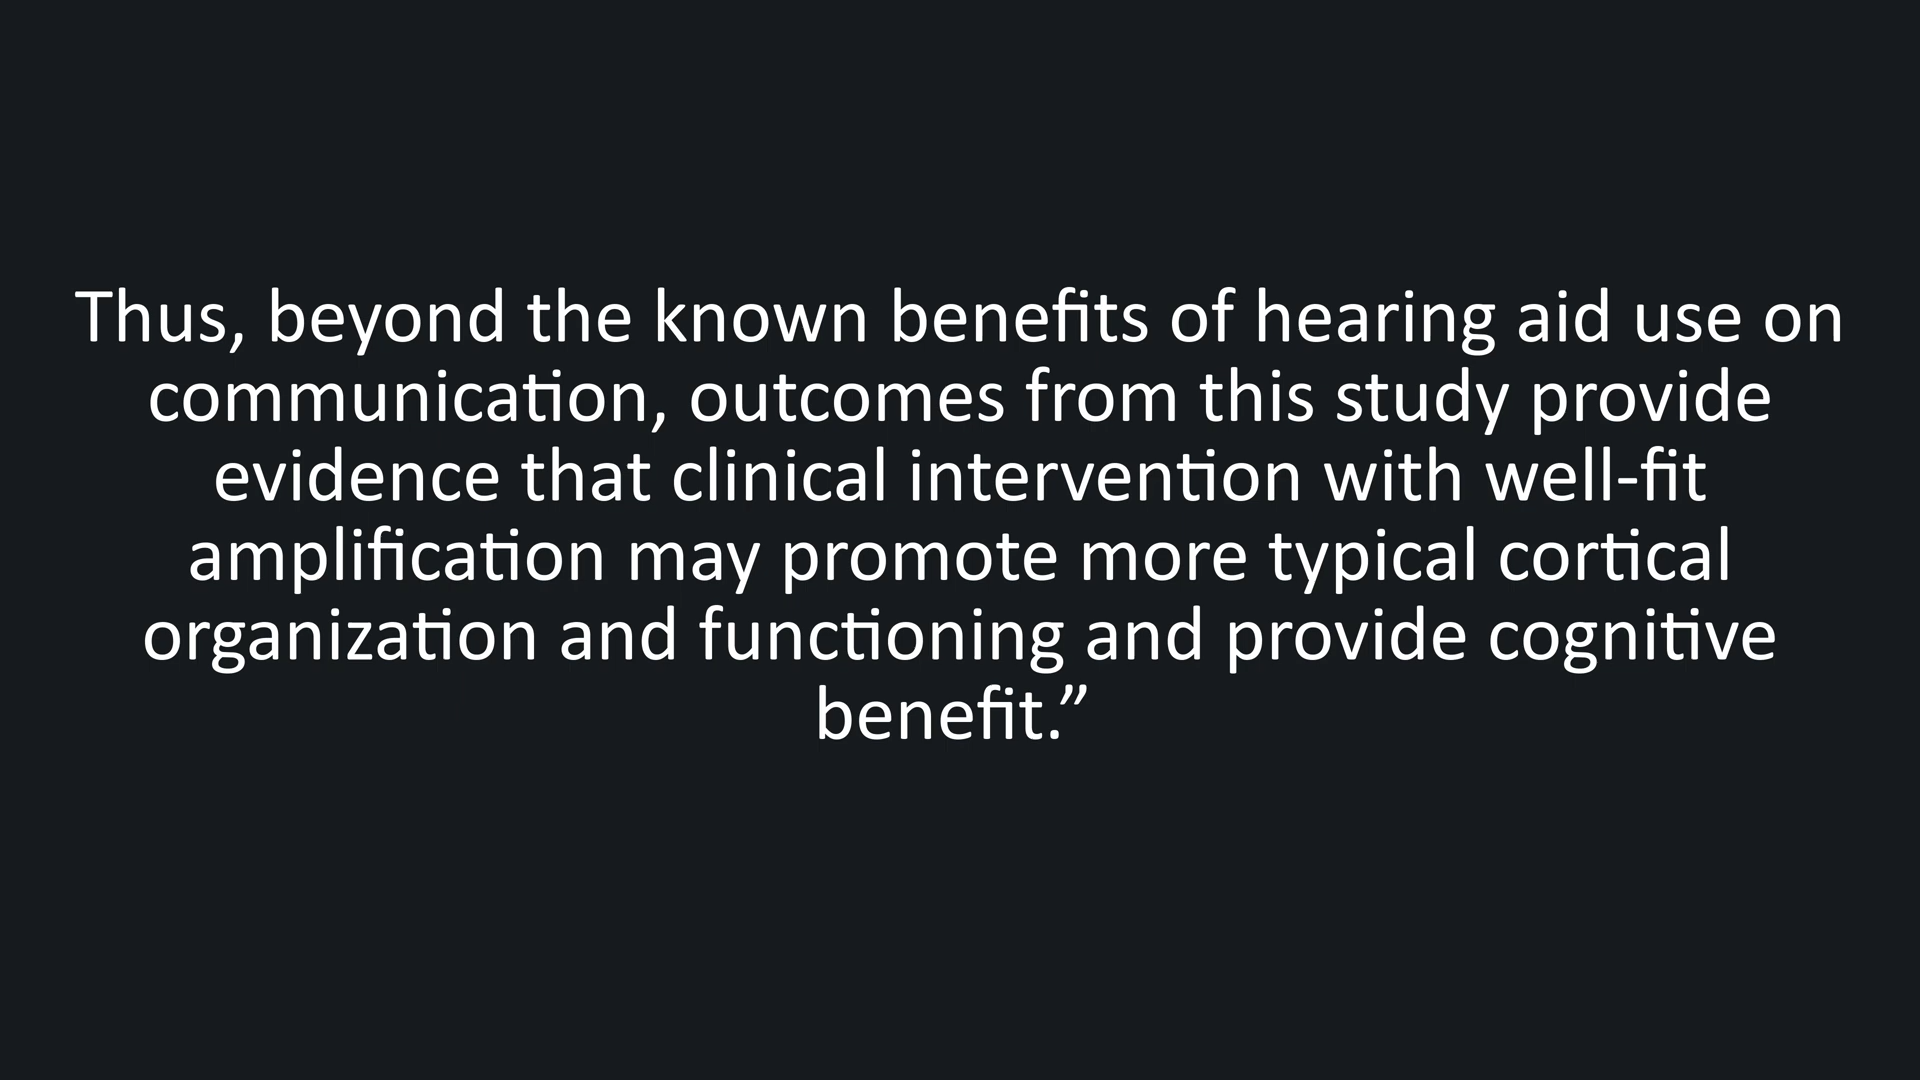 Thus, beyond the known benefits of hearing aid use on
communication, outcomes from this study provide
evidence that clinical intervention with well-fit
amplification may promote more typical cortical
organization and functioning and provide cognitive
benefit.”